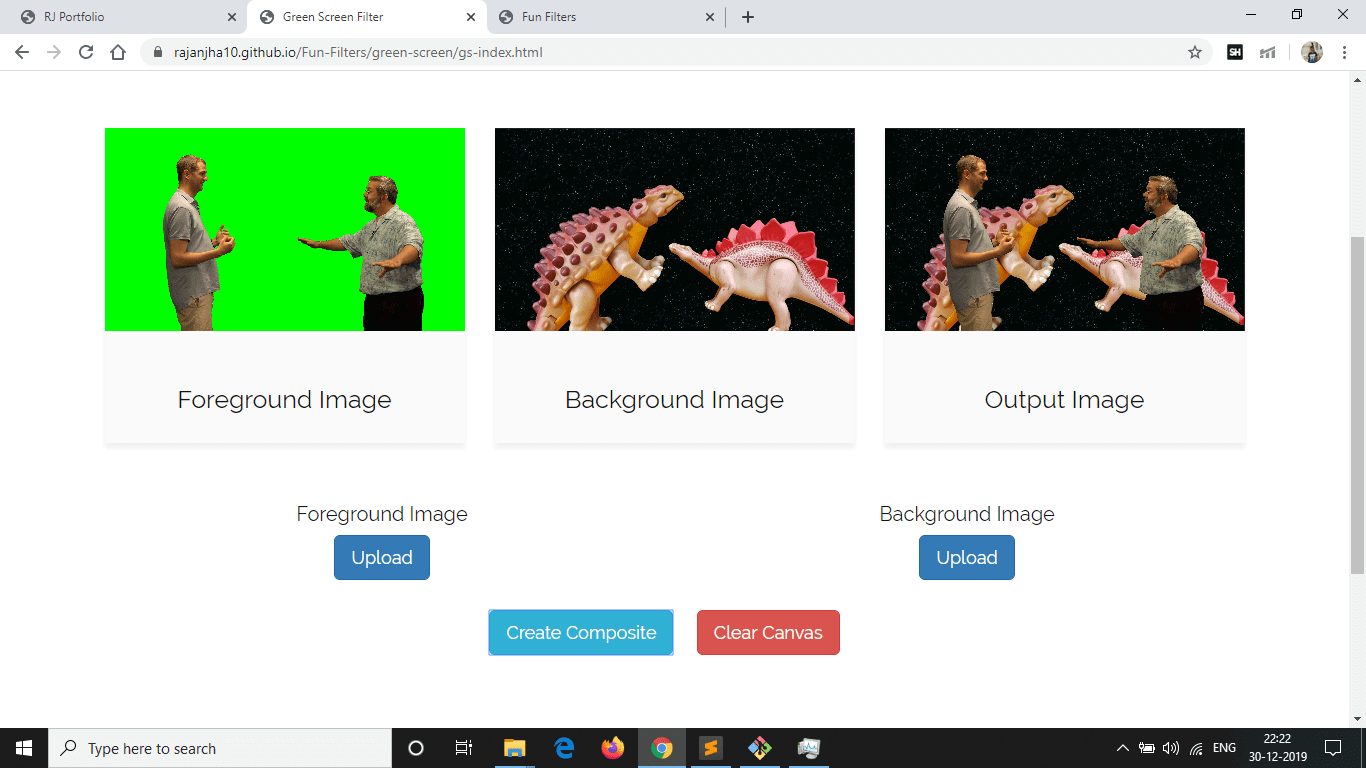 RJ Portfolio
Green Screen Filter
Fun Filters
rajanjha10.github.io/Fun-Filters/green-screen/gs-index.html
SH
Foreground Image
Background Image
Output Image
Foreground Image
Background Image
Upload
Upload
Create Composite
Clear Canvas
Type here to search
ENG
22:22
30-12-2019